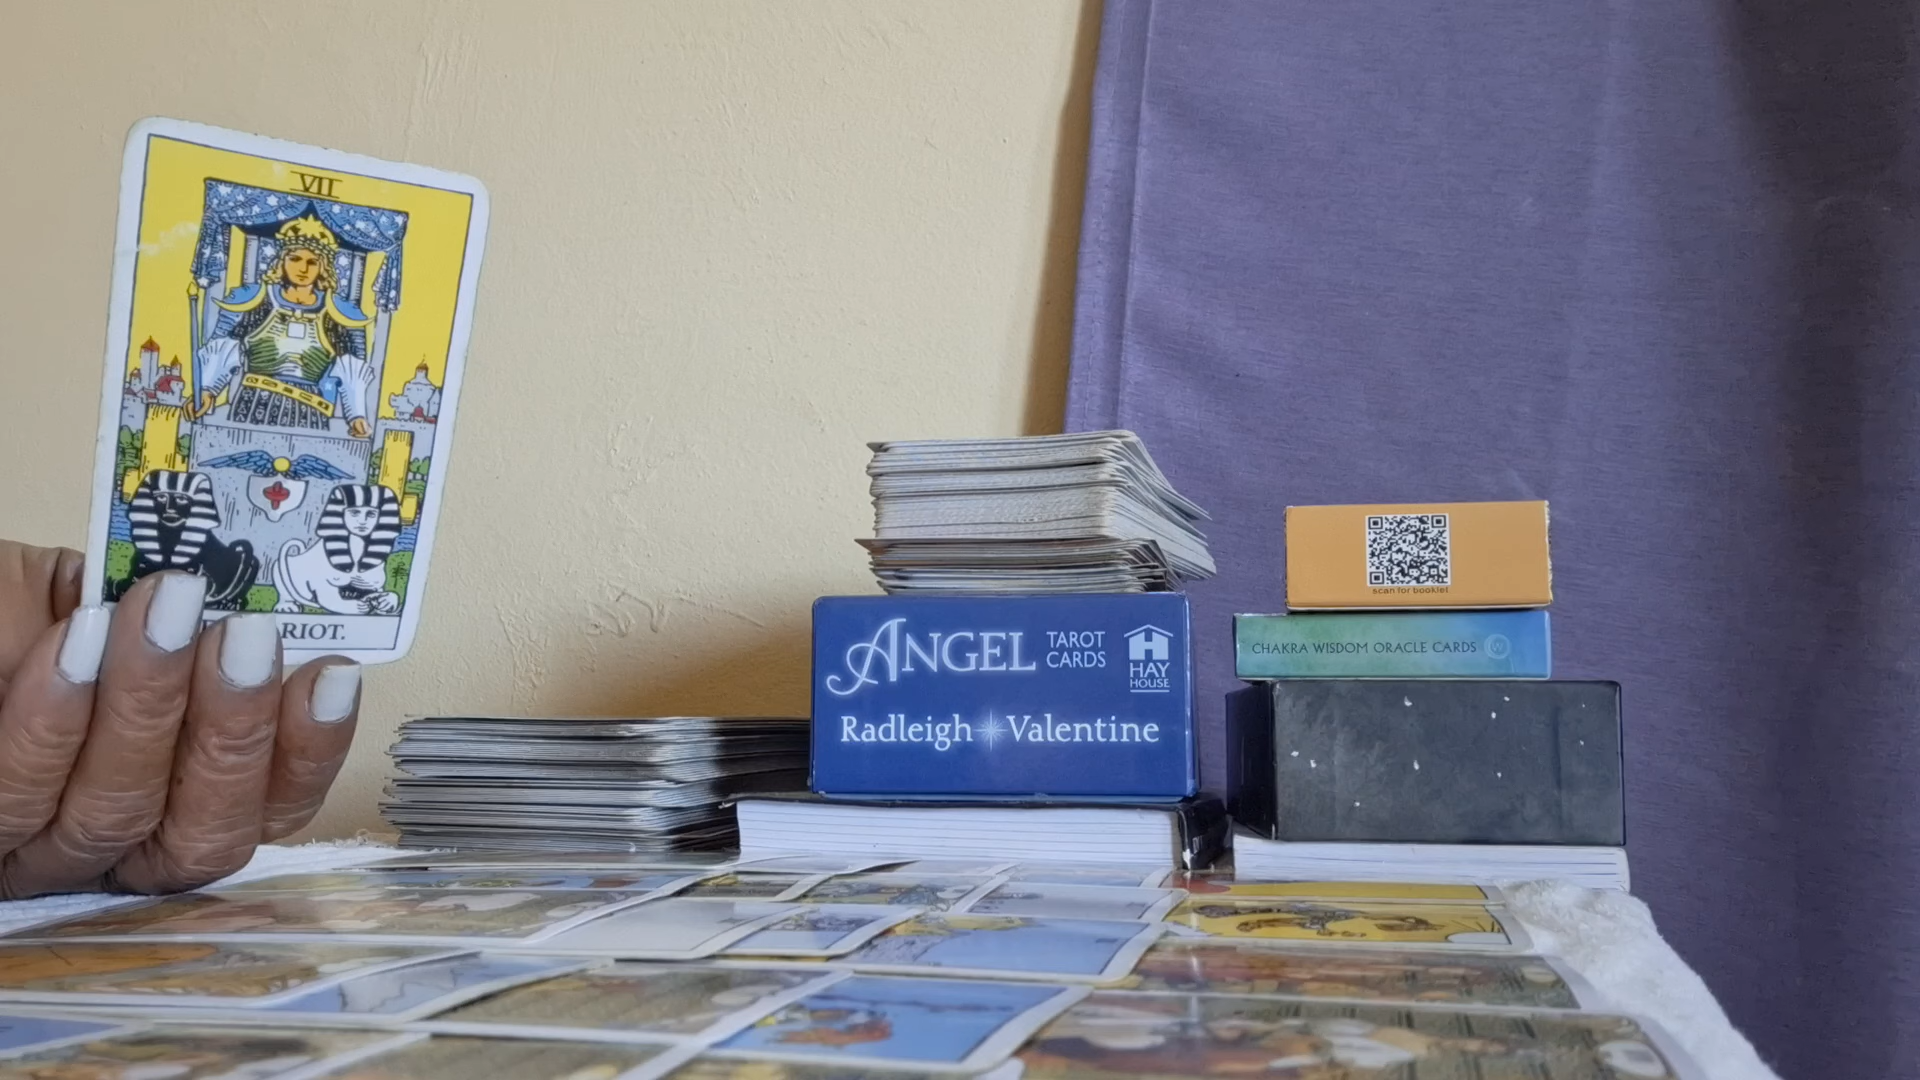 VII
RIOT.
ANGEL
TAROT
CARDS
HAY
HOUSE
Radleigh Valentine
scan for booklet
CHAKRA WISDOM ORACLE CARDS